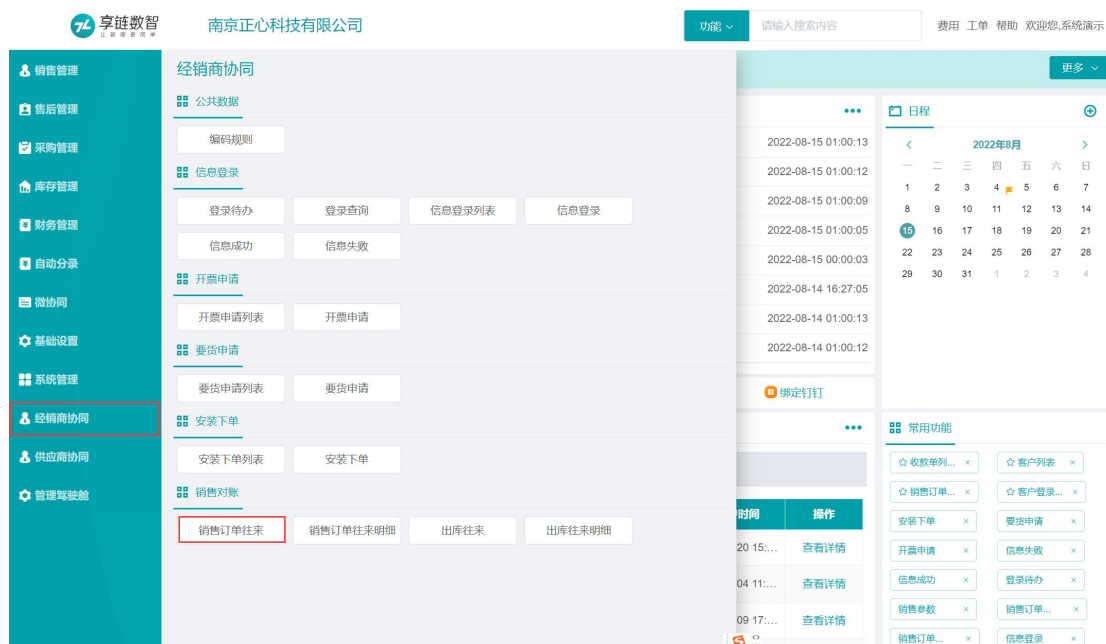 享链数智
让管理更简单
南京正心科技有限公司
功能
请输入搜索内容
费用 工单 帮助 欢迎您,系统演示
销售管理
售后管理
采购管理
库存管理
财务管理
自动分录
微协同
基础设置
系统管理
经销商协同
供应商协同
管理驾驶舱
经销商协同
公共数据
编码规则
信息登录
登录待办 登录查询 信息登录列表 信息登录
信息成功 信息失败
开票申请
开票申请列表 开票申请
要货申请
要货申请列表 要货申请
安装下单
安装下单列表 安装下单
销售对账
销售订单往来 销售订单往来明细 出库往来 出库往来明细
更多
2022-08-15 01:00:13
2022-08-15 01:00:12
2022-08-15 01:00:09
2022-08-15 01:00:05
2022-08-15 00:00:03
2022-08-14 16:27:05
2022-08-14 01:00:13
2022-08-14 01:00:12
绑定钉钉
时间 操作
20 15:... 查看详情
04 11:... 查看详情
09 17:... 查看详情
日程
2022年8月
一 二 三 四 五 六 日
1 2 3 4 5 6 7
8 9 10 11 12 13 14
15 16 17 18 19 20 21
22 23 24 25 26 27 28
29 30 31 1 2 3 4
常用功能
收款单列... × 客户列表 ×
销售订单... × 客户登录... ×
安装下单 × 要货申请 ×
开票申请 × 信息失败 ×
信息成功 × 登录待办 ×
销售参数 × 销售订单... ×
销售订单... × 信息登录 ×